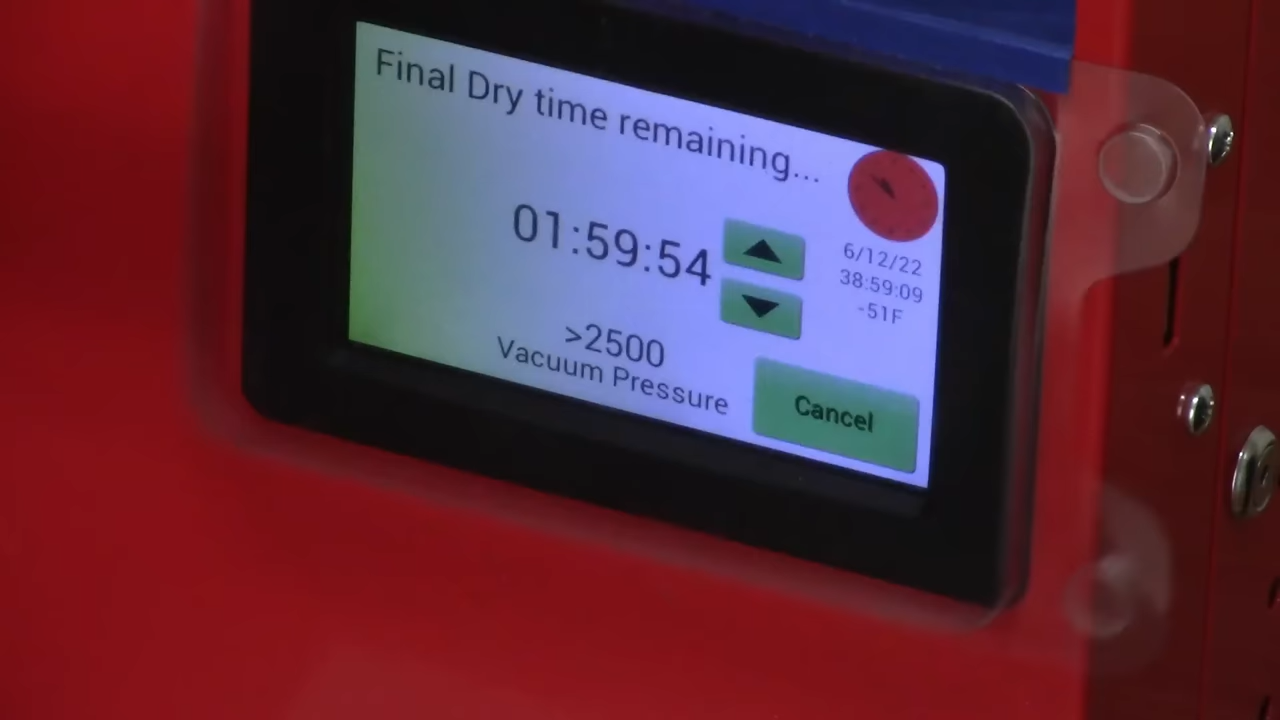 Final Dry time remaining...
01:59:54
6/12/22
38:59:09
-51F
>2500
Vacuum Pressure
Cancel